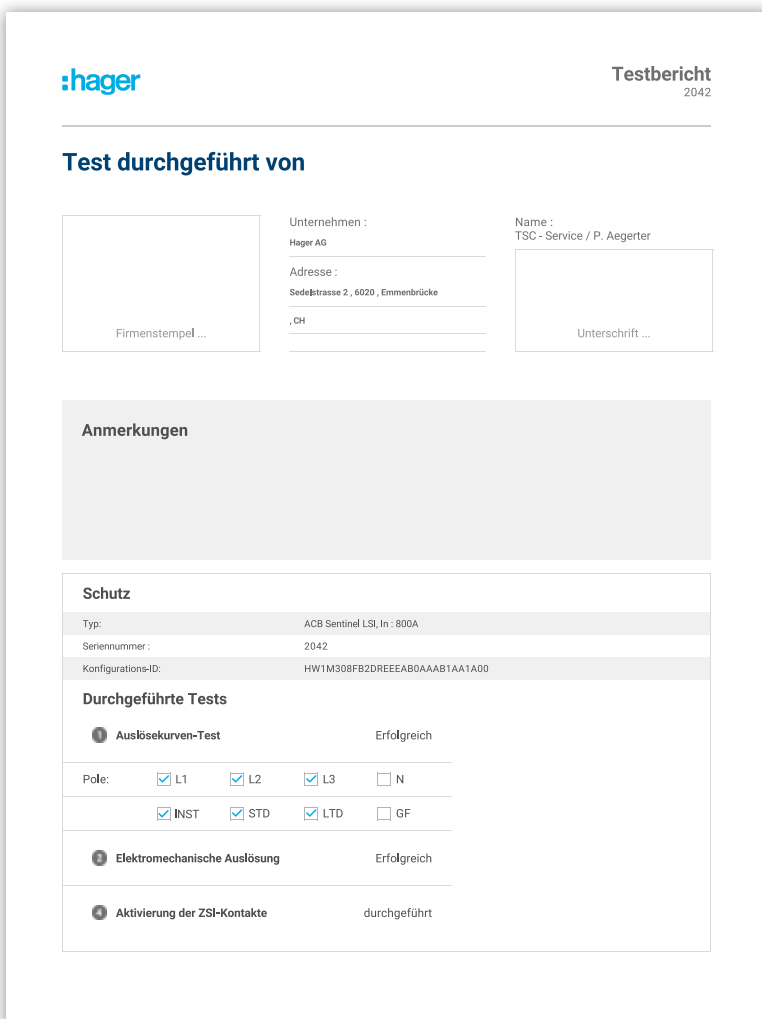 :hager
Testbericht
2042
Test durchgeführt von
Firmenstempel ...
Unternehmen :
Hager AG
Adresse :
Sedelstrasse 2 , 6020 , Emmenbrücke
, CH
Name :
TSC - Service / P. Aegerter
Unterschrift ...
Anmerkungen
Schutz
Typ: ACB Sentinel LSI, In : 800A
Seriennummer : 2042
Konfigurations-ID: HW1M308FB2DREEEAB0AAAB1AA1A00
Durchgeführte Tests
1 Auslösekurven-Test Erfolgreich
Pole: L1 L2 L3 N
INST STD LTD GF
Elektromechanische Auslösung Erfolgreich
4 Aktivierung der ZSI-Kontakte durchgeführt